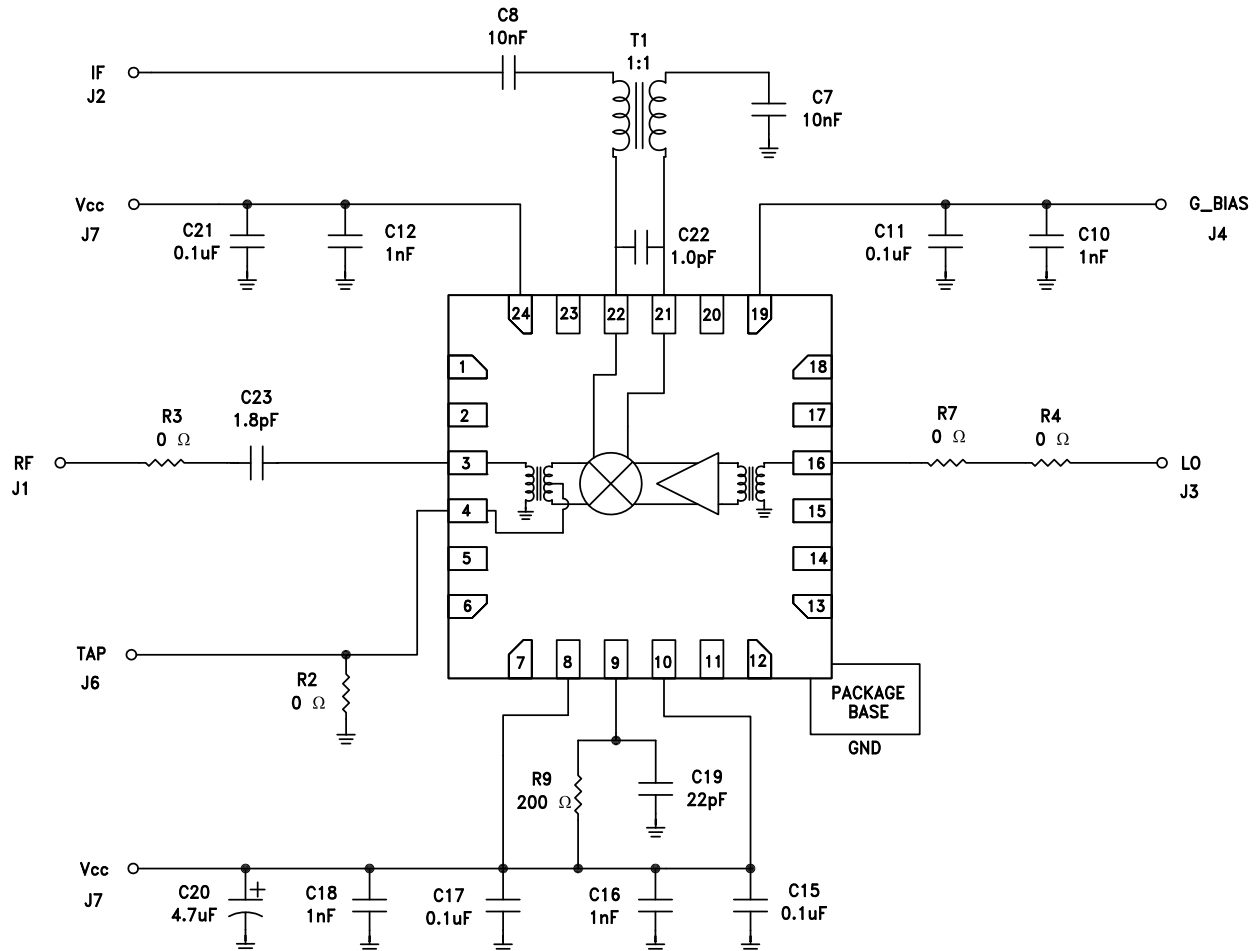 C8
10nF
T1
1:1
IF
J2
C7
10nF
Vcc
J7
C21
0.1uF
C12
1nF
C22
1.0pF
C11
0.1uF
C10
1nF
G_BIAS
J4
24
23
22
21
20
19
1
2
3
4
5
6
18
17
16
15
14
13
7
8
9
10
11
12
RF
J1
R3
0 Ω
C23
1.8pF
R7
0 Ω
R4
0 Ω
LO
J3
TAP
J6
R2
0 Ω
PACKAGE
BASE
GND
R9
200 Ω
C19
22pF
Vcc
J7
C20
4.7uF
+
C18
1nF
C17
0.1uF
C16
1nF
C15
0.1uF